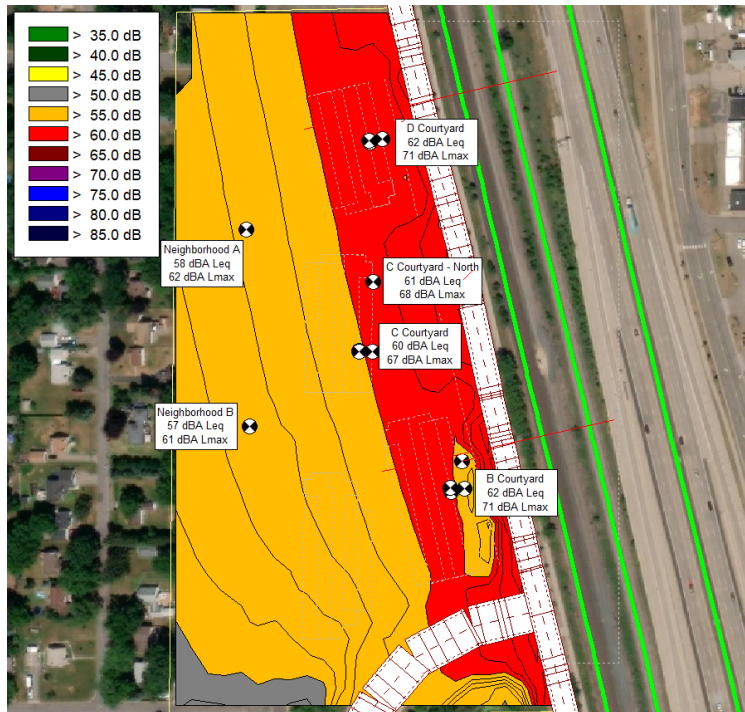 > 35.0 dB
> 40.0 dB
> 45.0 dB
> 50.0 dB
> 55.0 dB
> 60.0 dB
> 65.0 dB
> 70.0 dB
> 75.0 dB
> 80.0 dB
> 85.0 dB
D Courtyard
62 dBA Leq
71 dBA Lmax
Neighborhood A
58 dBA Leq
62 dBA Lmax
C Courtyard - North
61 dBA Leq
68 dBA Lmax
C Courtyard
60 dBA Leq
67 dBA Lmax
Neighborhood B
57 dBA Leq
61 dBA Lmax
B Courtyard
62 dBA Leq
71 dBA Lmax